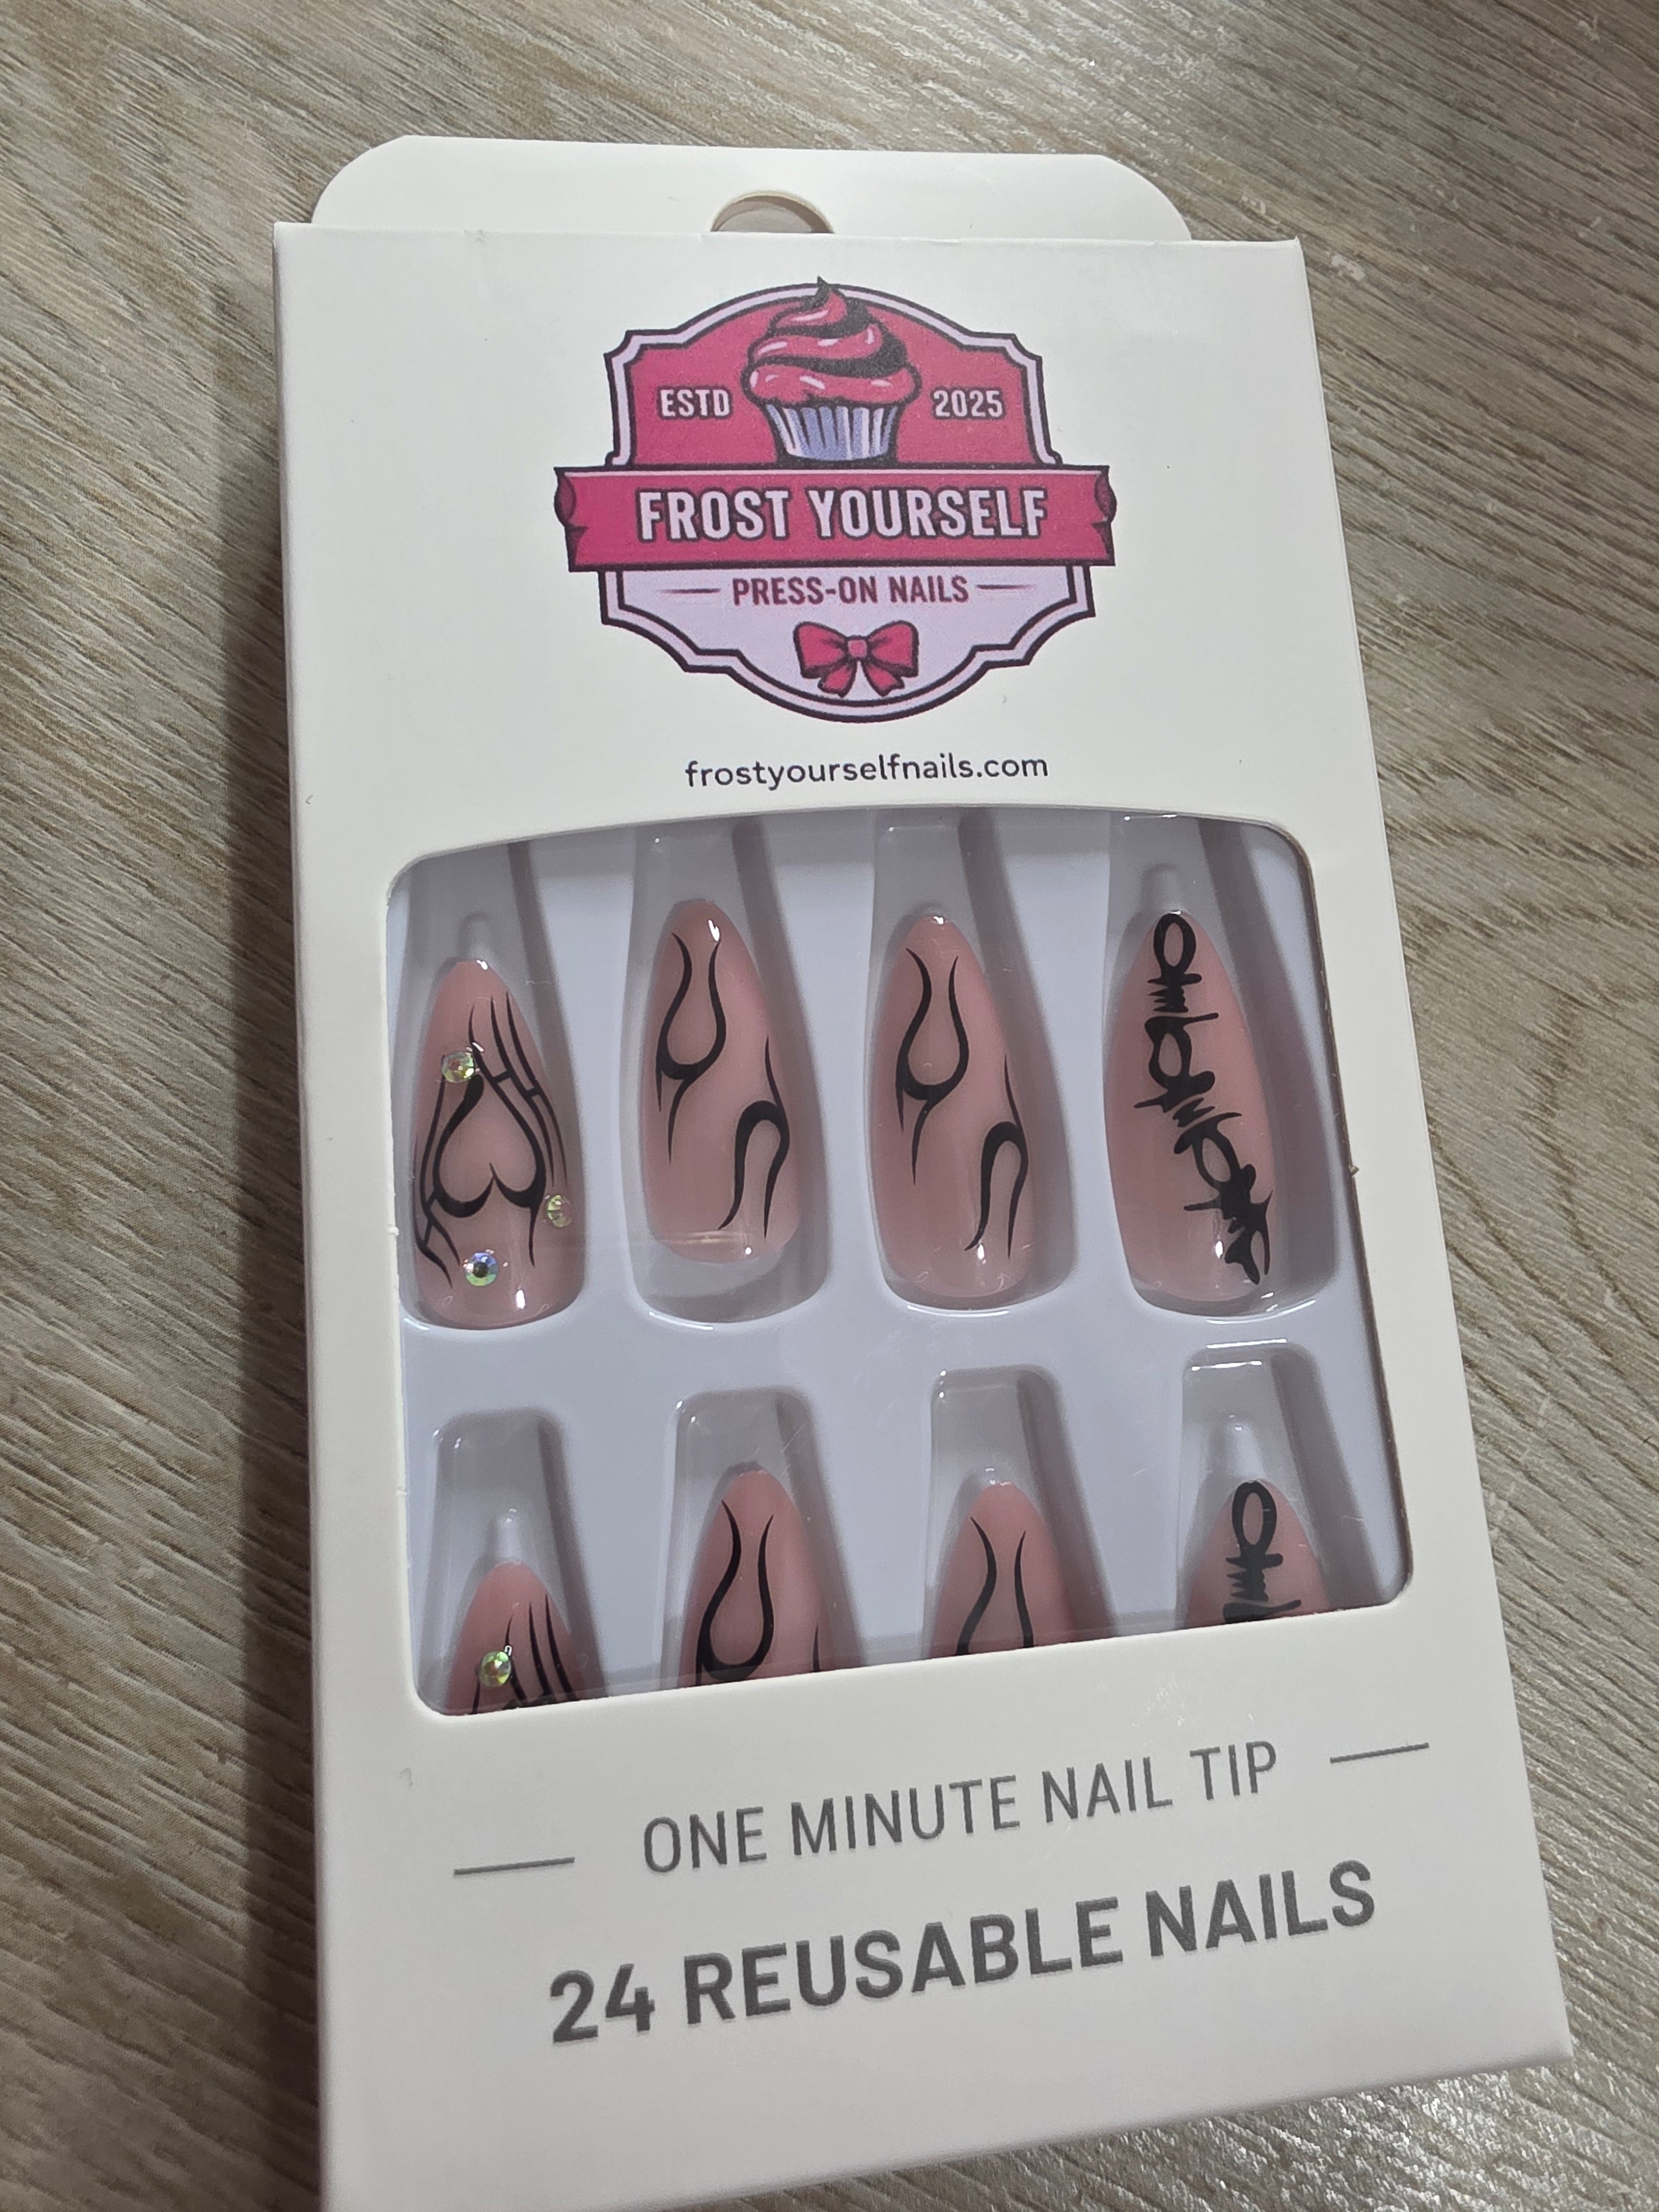 ESTD 2025
FROST YOURSELF
PRESS-ON NAILS
frostyourselfnails.com
ONE MINUTE NAIL TIP
24 REUSABLE NAILS